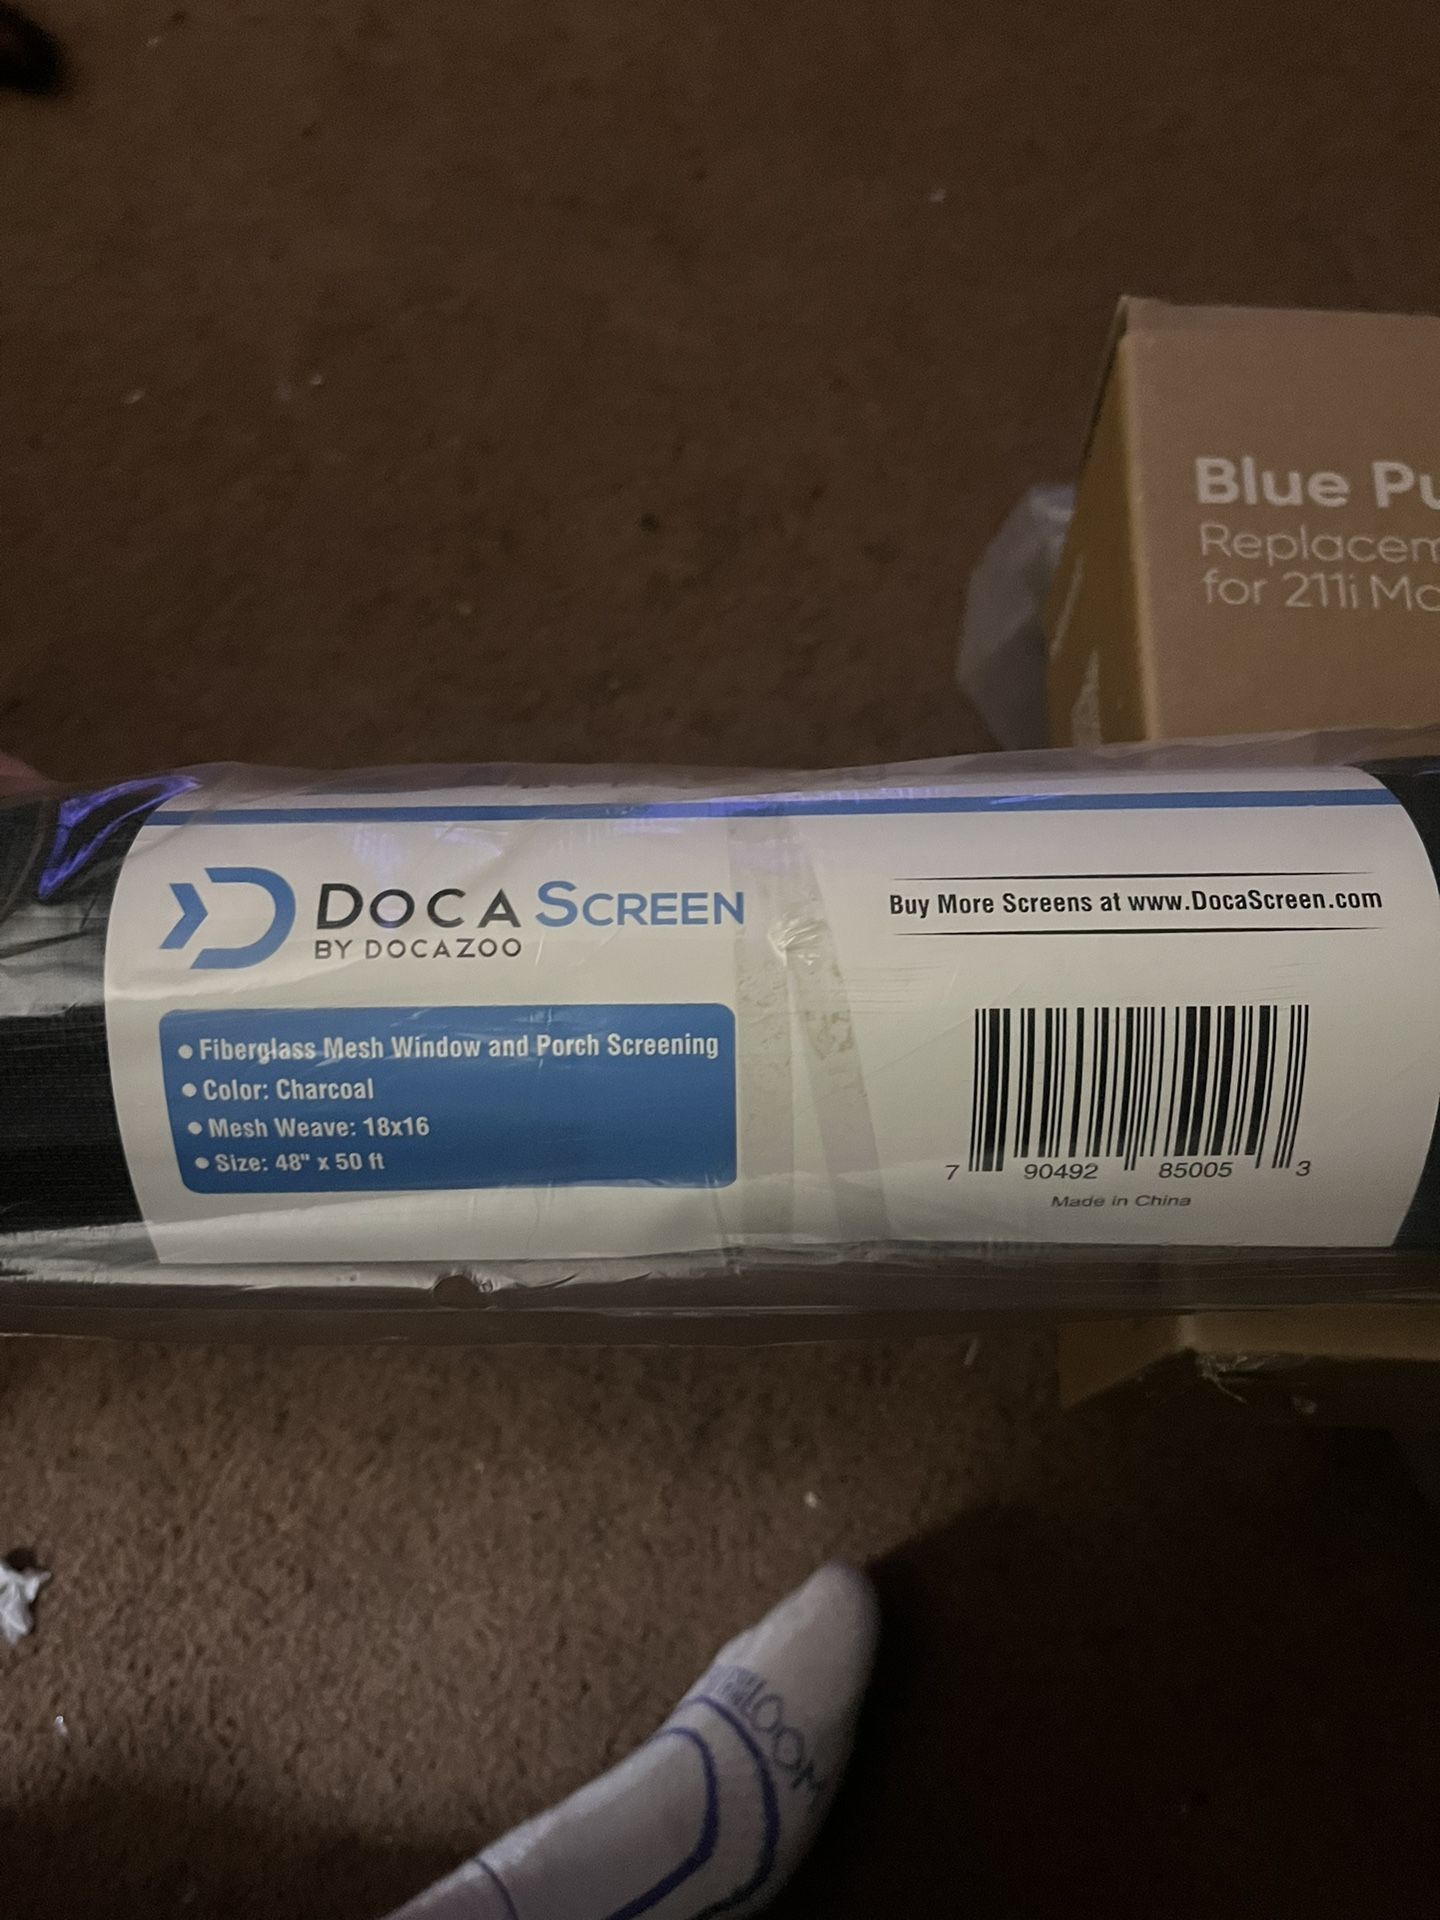 Blue Pu
Replacem
for 211i Mo
DOCA SCREEN
BY DOCAZOO
Buy More Screens at www.DocaScreen.com
• Fiberglass Mesh Window and Porch Screening
• Color: Charcoal
• Mesh Weave: 18x16
• Size: 48" x 50 ft
7 90492 85005 3
Made in China
LOOM